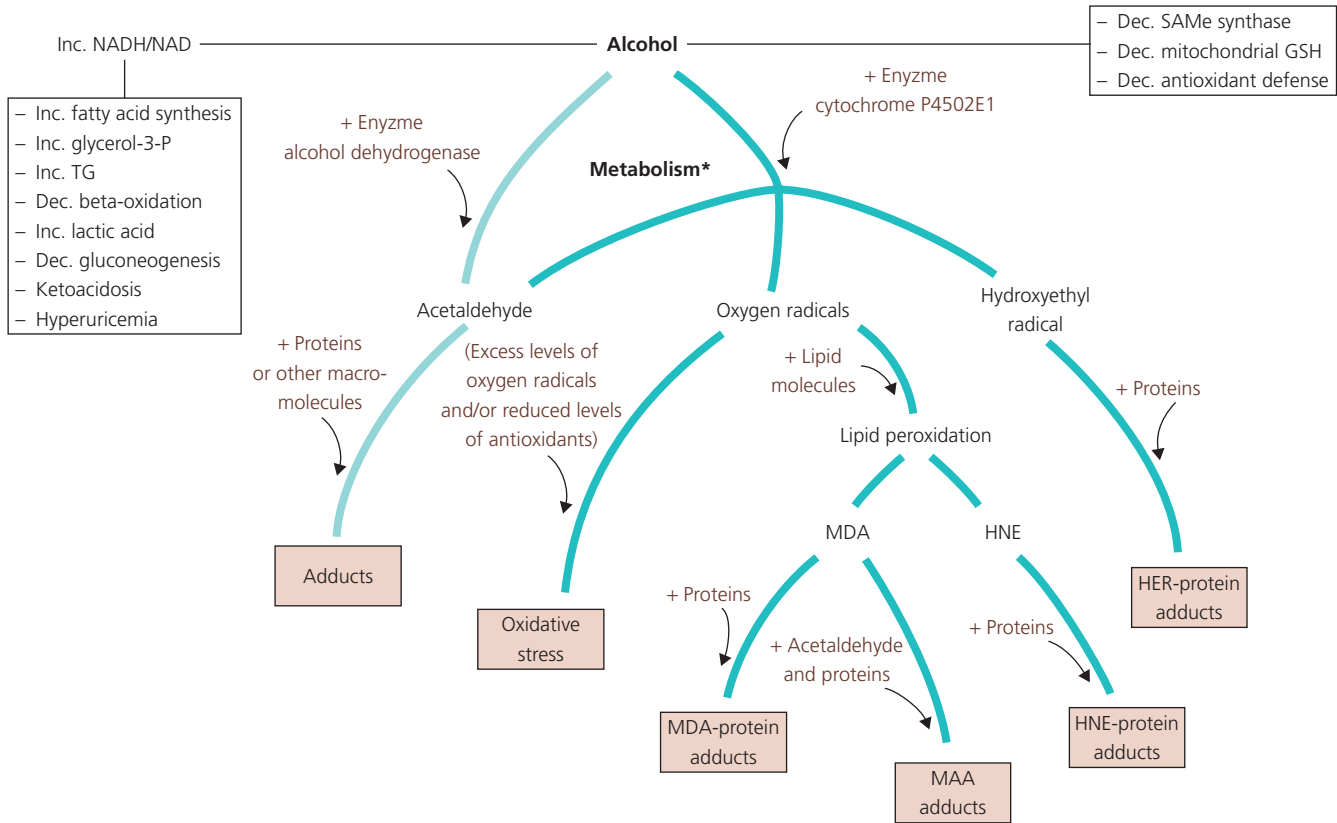 Inc. NADH/NAD
Alcohol
– Dec. SAMe synthase
– Dec. mitochondrial GSH
– Dec. antioxidant defense
– Inc. fatty acid synthesis
– Inc. glycerol-3-P
– Inc. TG
– Dec. beta-oxidation
– Inc. lactic acid
– Dec. gluconeogenesis
– Ketoacidosis
– Hyperuricemia
+ Enyzme
alcohol dehydrogenase
+ Enyzme
cytochrome P4502E1
Metabolism*
Acetaldehyde
Oxygen radicals
Hydroxyethyl
radical
+ Proteins
or other macro-
molecules
(Excess levels of
oxygen radicals
and/or reduced levels
of antioxidants)
+ Lipid
molecules
+ Proteins
Lipid peroxidation
MDA
HNE
Adducts
Oxidative
stress
+ Proteins
+ Acetaldehyde
and proteins
+ Proteins
HER-protein
adducts
MDA-protein
adducts
MAA
adducts
HNE-protein
adducts